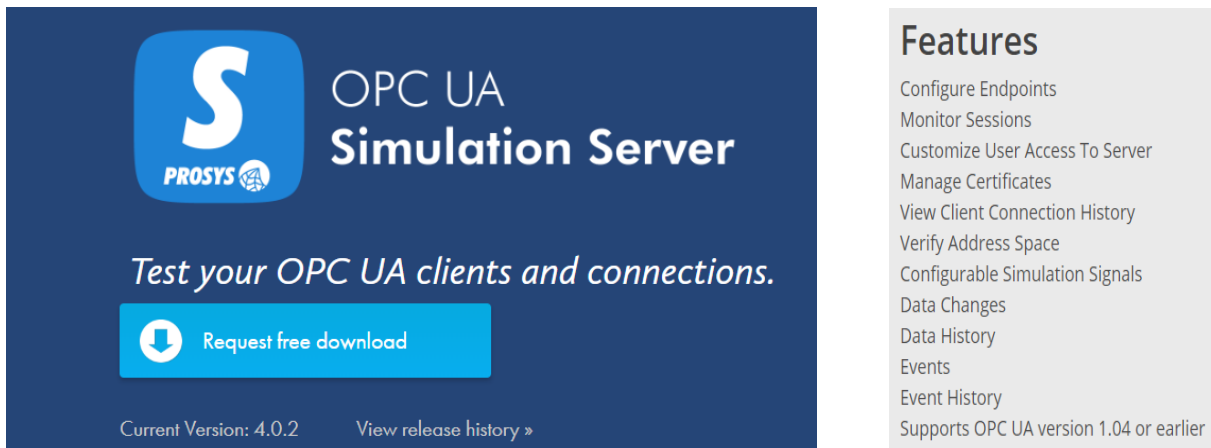 S
PROSYS
OPC UA
Simulation Server
Test your OPC UA clients and connections.
Request free download
Current Version: 4.0.2
View release history »
Features
Configure Endpoints
Monitor Sessions
Customize User Access To Server
Manage Certificates
View Client Connection History
Verify Address Space
Configurable Simulation Signals
Data Changes
Data History
Events
Event History
Supports OPC UA version 1.04 or earlier